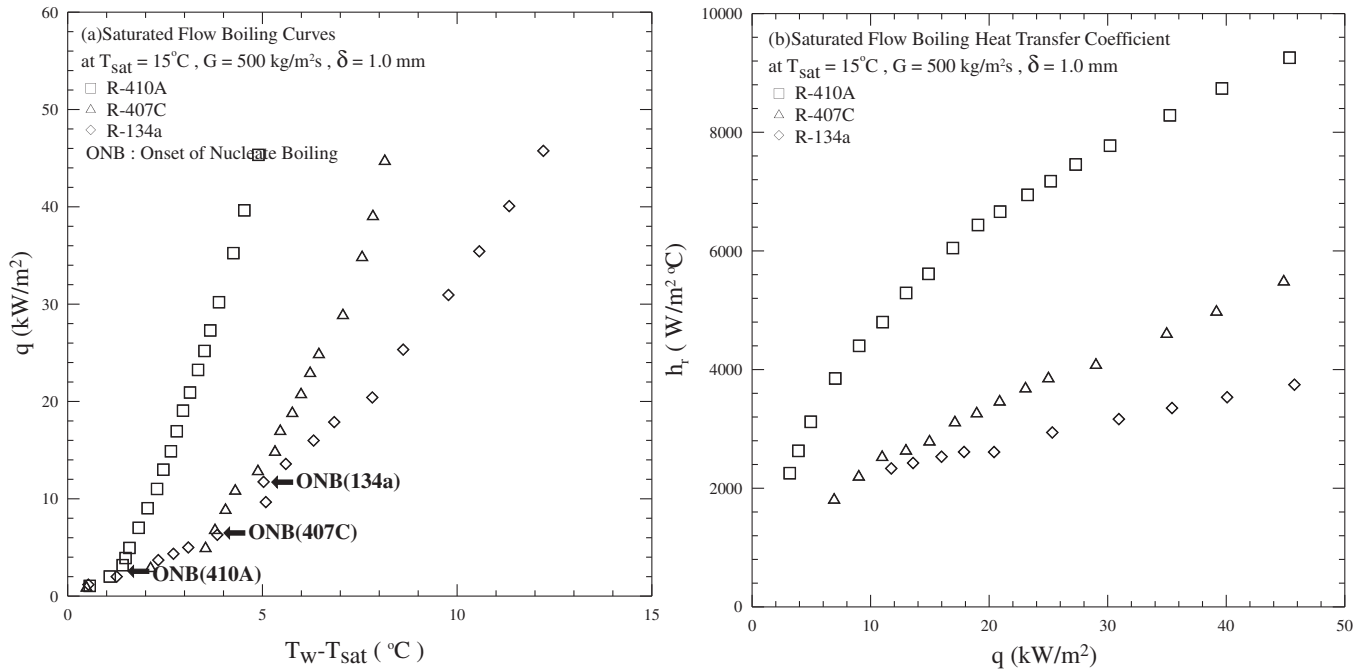 (a)Saturated Flow Boiling Curves
at Tsat = 15°C , G = 500 kg/m²s , δ = 1.0 mm
R-410A
R-407C
R-134a
ONB : Onset of Nucleate Boiling
60
50
40
30
20
10
0
q (kW/m²)
ONB(134a)
ONB(407C)
ONB(410A)
0
5
10
15
TW-Tsat ( °C )
(b)Saturated Flow Boiling Heat Transfer Coefficient
at Tsat = 15°C , G = 500 kg/m²s , δ = 1.0 mm
R-410A
R-407C
R-134a
10000
8000
6000
4000
2000
0
hr ( W/m² °C )
0
10
20
30
40
50
q (kW/m²)